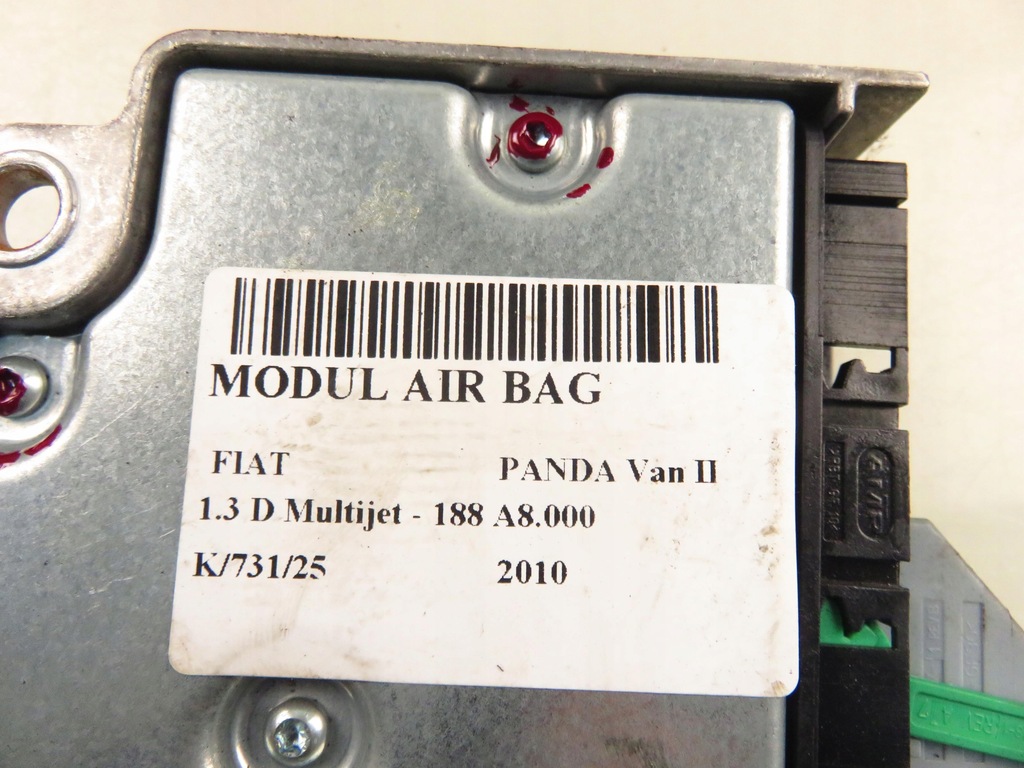 MODUL AIR BAG
FIAT PANDA Van II
1.3 D Multijet - 188 A8.000
K/731/25 2010